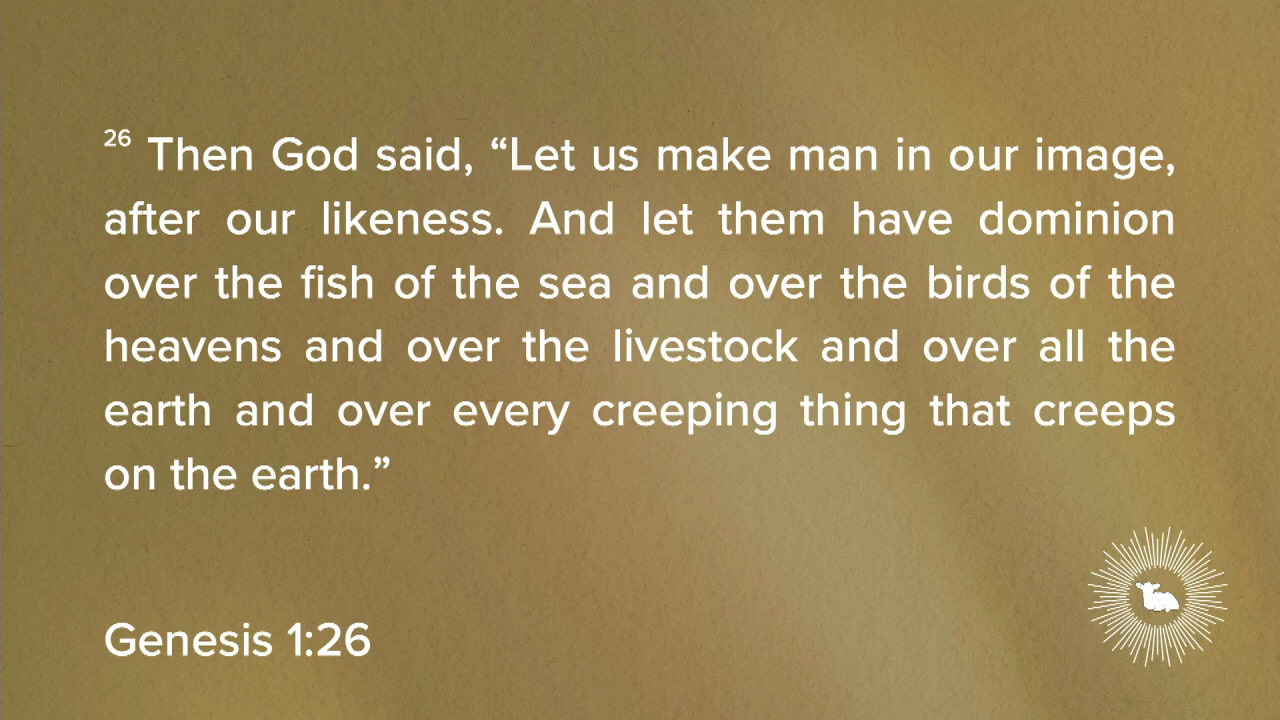 26 Then God said, “Let us make man in our image,
after our likeness. And let them have dominion
over the fish of the sea and over the birds of the
heavens and over the livestock and over all the
earth and over every creeping thing that creeps
on the earth.”
Genesis 1:26